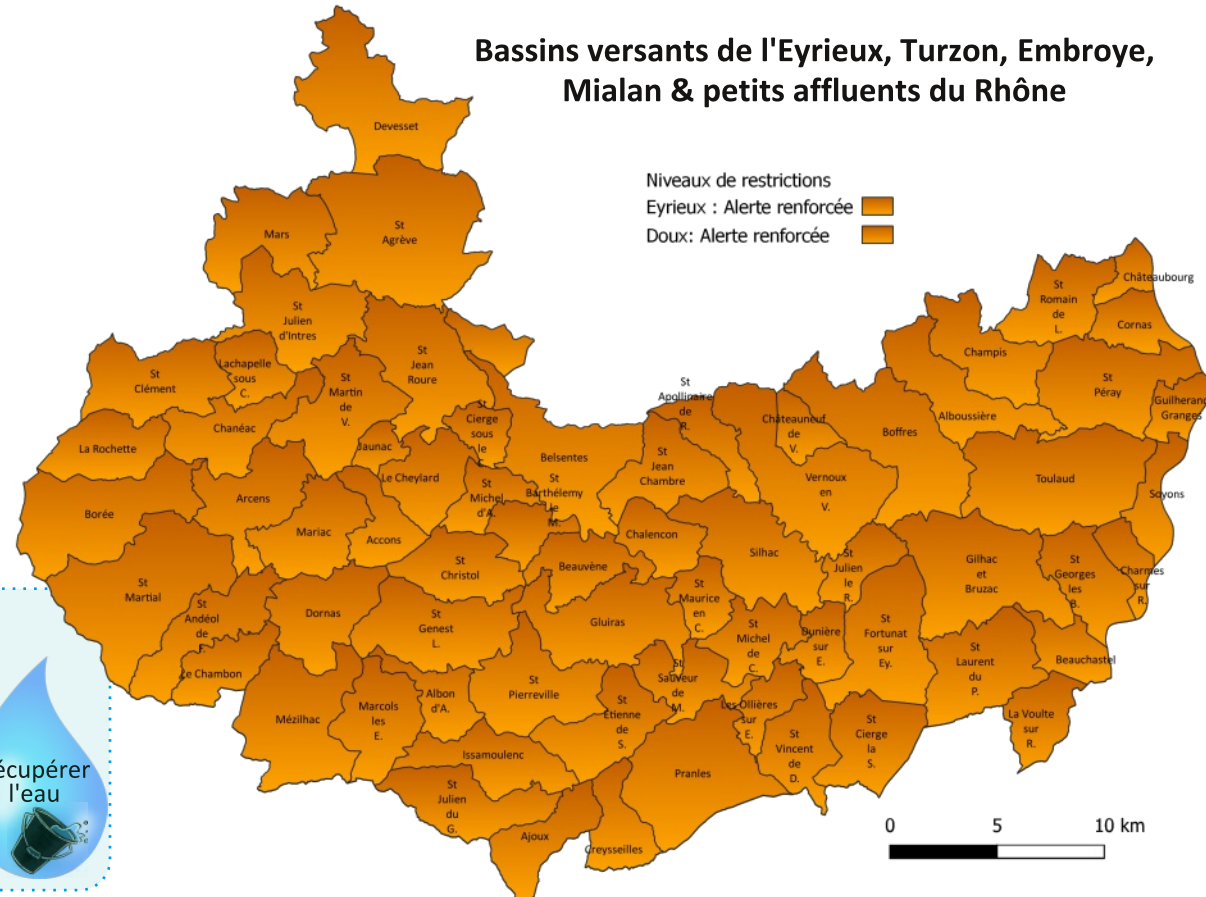 Bassins versants de l'Eyrieux, Turzon, Embroye,
Mialan & petits affluents du Rhône
Niveaux de restrictions
Eyrieux : Alerte renforcée
Doux: Alerte renforcée
Devesset
St
Agrève
Mars
St
Julien
d'Intres
St
Jean
Roure
Lachapelle
sous
C.
St
Clément
St
Martin
de
V.
Chanéac
La Rochette
Jaunac
St
Cierge
sous
le
C.
Le Cheylard
Belsentes
St
Michel
d'A.
St
Barthélemy
le
M.
Arcens
Borée
Mariac
Accons
St
Christol
Beauvène
St
Martial
St
Andéol
de
F.
Dornas
St
Genest
L.
Gluiras
Le Chambon
Mézilhac
Marcols
les
E.
Albon
d'A.
St
Pierreville
Issamoulenc
St
Étienne
de
S.
St
Sauveur
de
M.
St
Julien
du
G.
Ajoux
Creysseilles
Pranles
St
Apollinaire
de
R.
St
Jean
Chambre
Chalencon
Silhac
St
Maurice
en
C.
St
Michel
de
C.
Dunière
sur
E.
Les Ollières
sur
E.
St
Vincent
de
D.
St
Cierge
la
S.
St
Fortunat
sur
Ey.
St
Julien
le
R.
Châteauneuf
de
V.
Vernoux
en
V.
Boffres
Alboussière
Champis
St
Romain
de
L.
Châteaubourg
Cornas
St
Péray
Guilherand
Granges
Toulaud
Soyons
Gilhac
et
Bruzac
St
Georges
les
B.
Charmes
sur
R.
St
Laurent
du
P.
Beauchastel
La Voulte
sur
R.
écupérer
l'eau
0 5 10 km